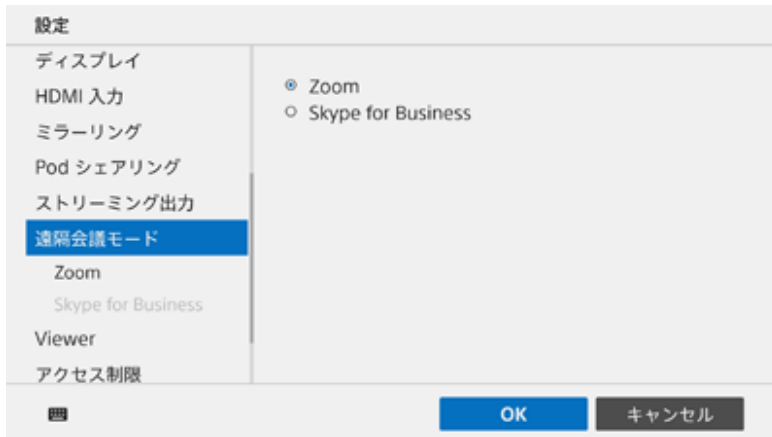 設定
ディスプレイ
HDMI 入力
ミラーリング
Pod シェアリング
ストリーミング出力
遠隔会議モード
Zoom
Skype for Business
Viewer
アクセス制限
Zoom
Skype for Business
OK
キャンセル